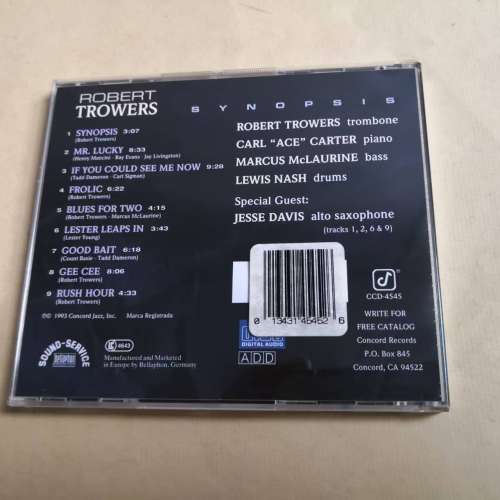 ROBERT
TROWERS
SYNOPSIS
1 SYNOPSIS 3:07
(Robert Trowers)
2 MR. LUCKY 8:33
(Henry Mancini • Ray Evans • Jay Livingston)
3 IF YOU COULD SEE ME NOW 9:28
(Tadd Dameron • Carl Sigman)
4 FROLIC 6:22
(Robert Trowers)
5 BLUES FOR TWO 4:15
(Robert Trowers • Marcus McLaurine)
6 LESTER LEAPS IN 3:43
(Lester Young)
7 GOOD BAIT 6:18
(Count Basie • Tadd Dameron)
8 GEE CEE 8:06
(Robert Trowers)
9 RUSH HOUR 4:33
(Robert Trowers)
ROBERT TROWERS trombone
CARL “ACE” CARTER piano
MARCUS McLAURINE bass
LEWIS NASH drums
Special Guest:
JESSE DAVIS alto saxophone
(tracks 1, 2, 6 & 9)
℗© 1993 Concord Jazz, Inc. Marca Registrada
SOUND-SERVICE
Bellaphon
4643
Manufactured and Marketed
in Europe by Bellaphon, Germany
0 13431 45452 6
DIGITAL AUDIO
ADD
CCD-4545
WRITE FOR
FREE CATALOG
Concord Records
P.O. Box 845
Concord, CA 94522